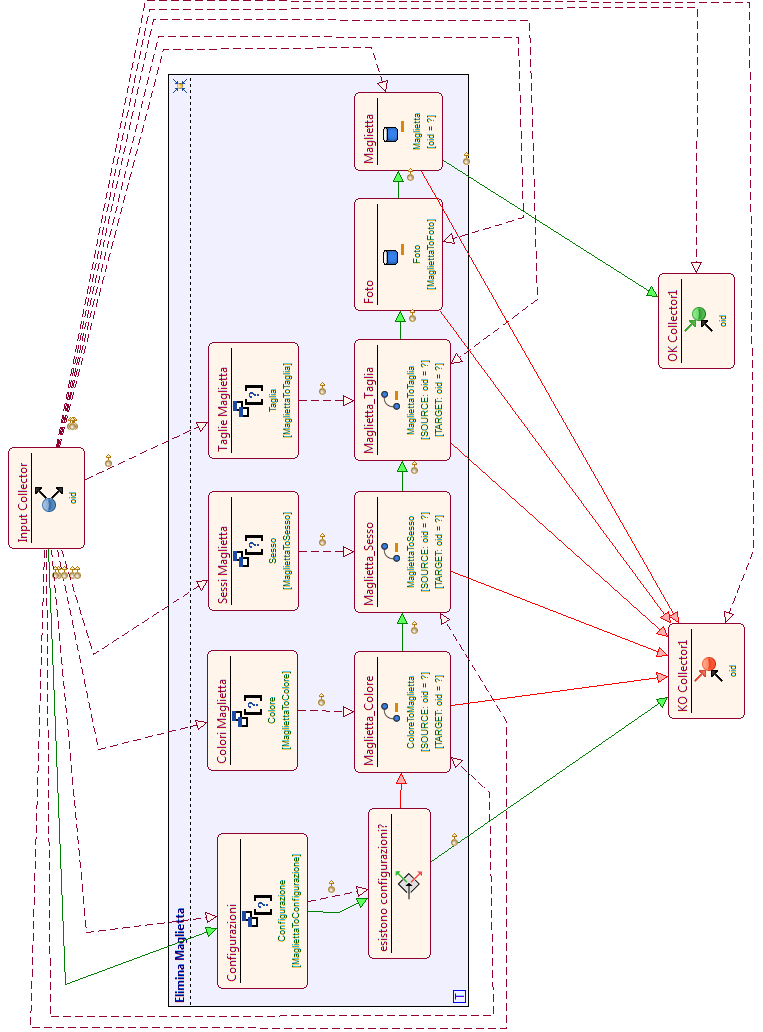 Elimina Maglietta
Input Collector
oid
Configurazioni
[?]
Configurazione
[MagliettaToConfigurazione]
esistono configurazioni?
Colori Maglietta
[?]
Colore
[MagliettaToColore]
Maglietta_Colore
ColoreToMaglietta
[SOURCE: oid = ?]
[TARGET: oid = ?]
Sessi Maglietta
[?]
Sesso
[MagliettaToSesso]
Maglietta_Sesso
MagliettaToSesso
[SOURCE: oid = ?]
[TARGET: oid = ?]
Taglie Maglietta
[?]
Taglia
[MagliettaToTaglia]
Maglietta_Taglia
MagliettaToTaglia
[SOURCE: oid = ?]
[TARGET: oid = ?]
Foto
Foto
[MagliettaToFoto]
Maglietta
Maglietta
[oid = ?]
T
KO Collector1
oid
OK Collector1
oid